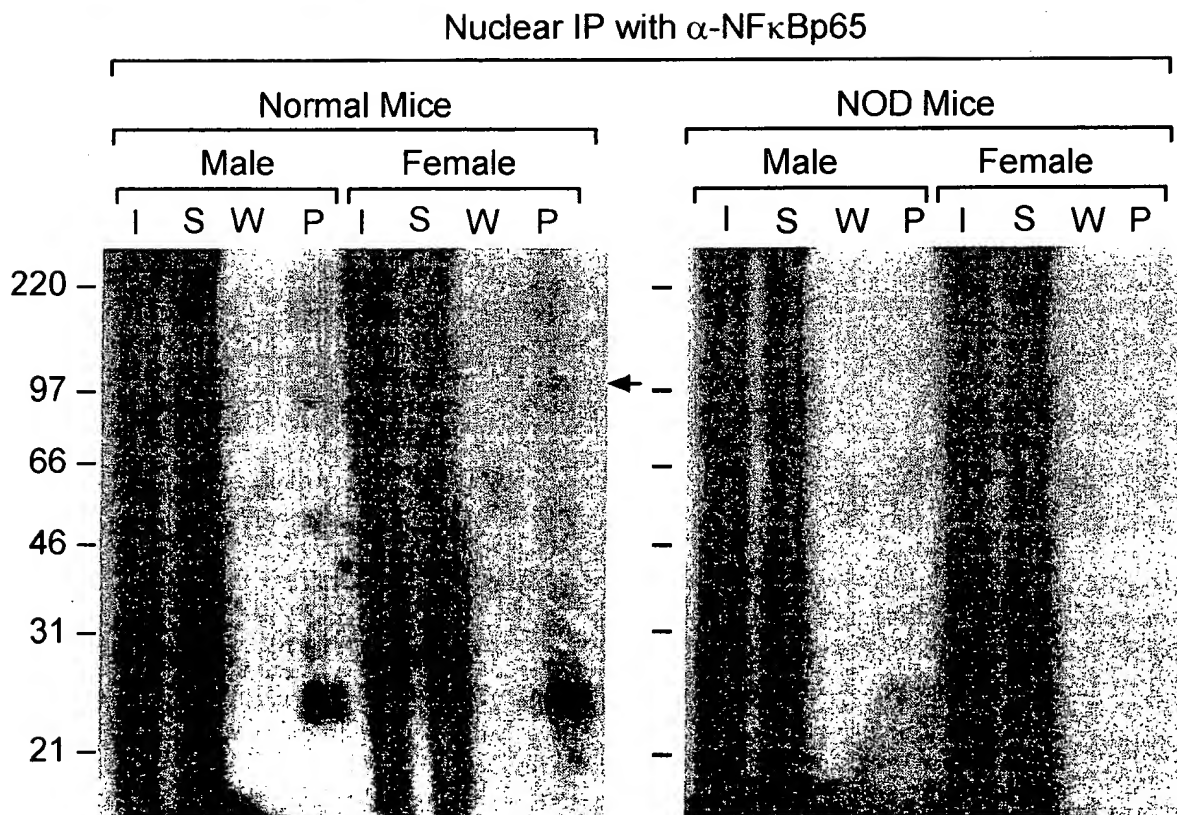 Nuclear IP with α-NFκBp65
Normal Mice NOD Mice
Male Female Male Female
I S W P I S W P I S W P I S W P
220
97
66
46
31
21